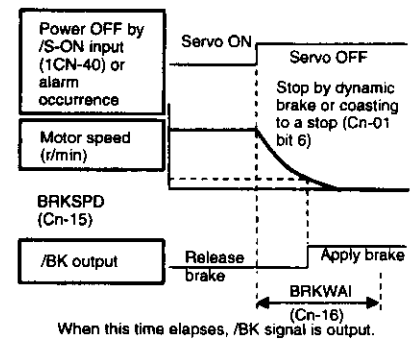 Power OFF by
/S-ON input
(1CN-40) or
alarm
occurrence
Servo ON
Servo OFF
Stop by dynamic
brake or coasting
to a stop (Cn-01
bit 6)
Motor speed
(r/min)
BRKSPD
(Cn-15)
/BK output
Release
brake
Apply brake
BRKWAI
(Cn-16)
When this time elapses, /BK signal is output.